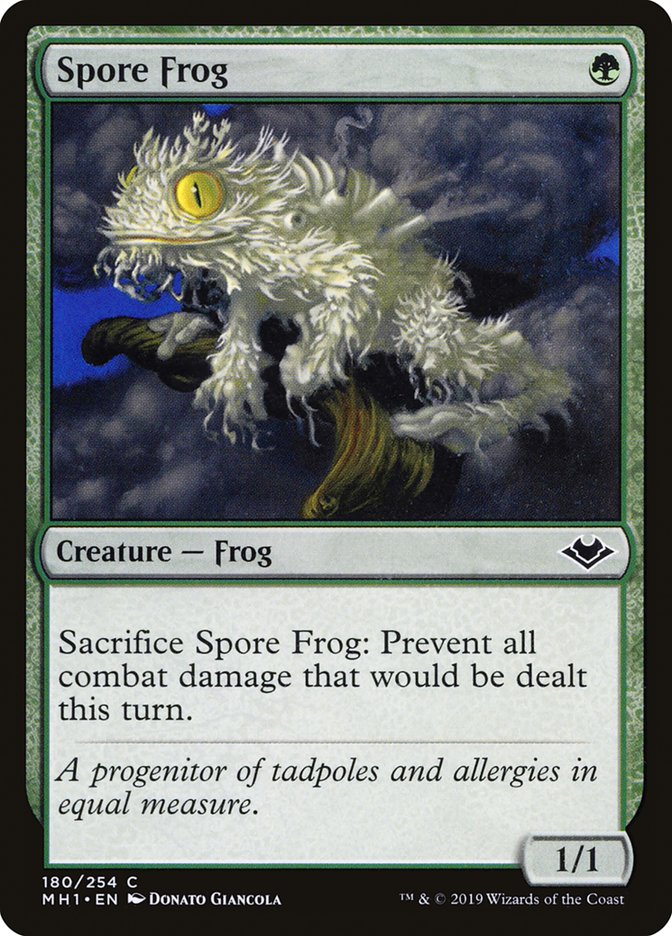 Spore Frog
Creature — Frog
Sacrifice Spore Frog: Prevent all
combat damage that would be dealt
this turn.
A progenitor of tadpoles and allergies in
equal measure.
1/1
180/254 C
MH1 • EN Donato Giancola
™ & © 2019 Wizards of the Coast